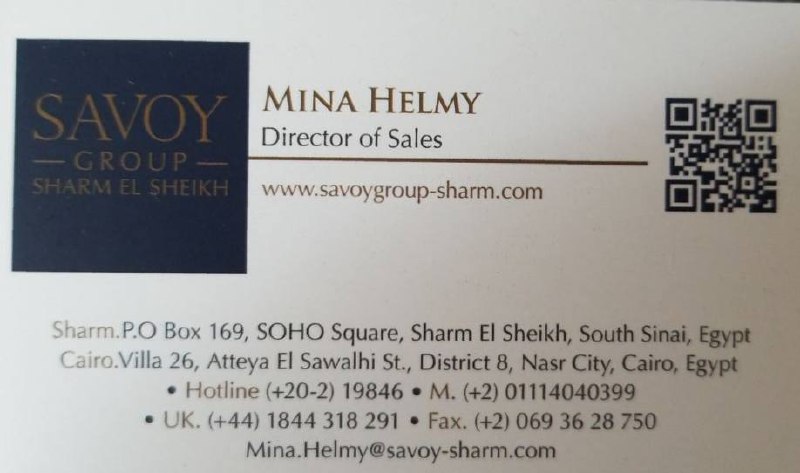 SAVOY
— GROUP —
SHARM EL SHEIKH
MINA HELMY
Director of Sales
www.savoygroup-sharm.com
Sharm.P.O Box 169, SOHO Square, Sharm El Sheikh, South Sinai, Egypt
Cairo.Villa 26, Atteya El Sawalhi St., District 8, Nasr City, Cairo, Egypt
• Hotline (+20-2) 19846 • M. (+2) 01114040399
• UK. (+44) 1844 318 291 • Fax. (+2) 069 36 28 750
Mina.Helmy@savoy-sharm.com